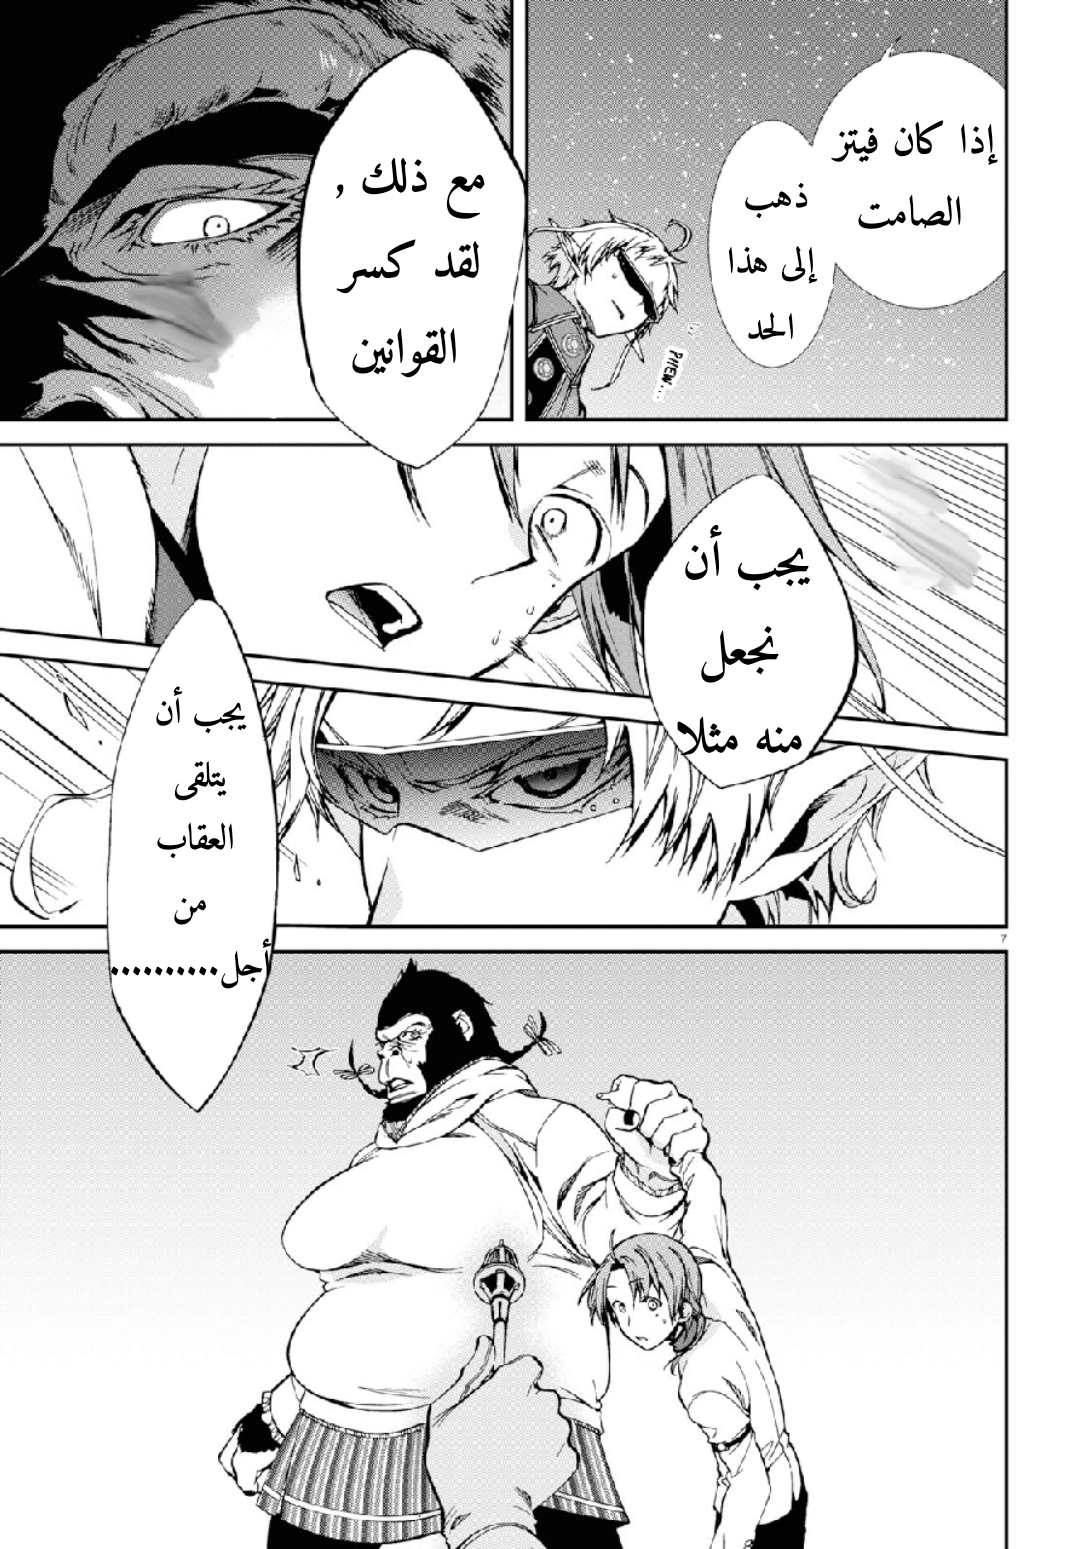 إذا كان فيتز
الصامت
ذهب
إلى هذا
الحد
PHEW...
مع ذلك ,
لقد كسر
القوانين
يجب أن
نجعل
منه مثلا
يجب أن
يتلقى
العقاب
من
أجل..........
7